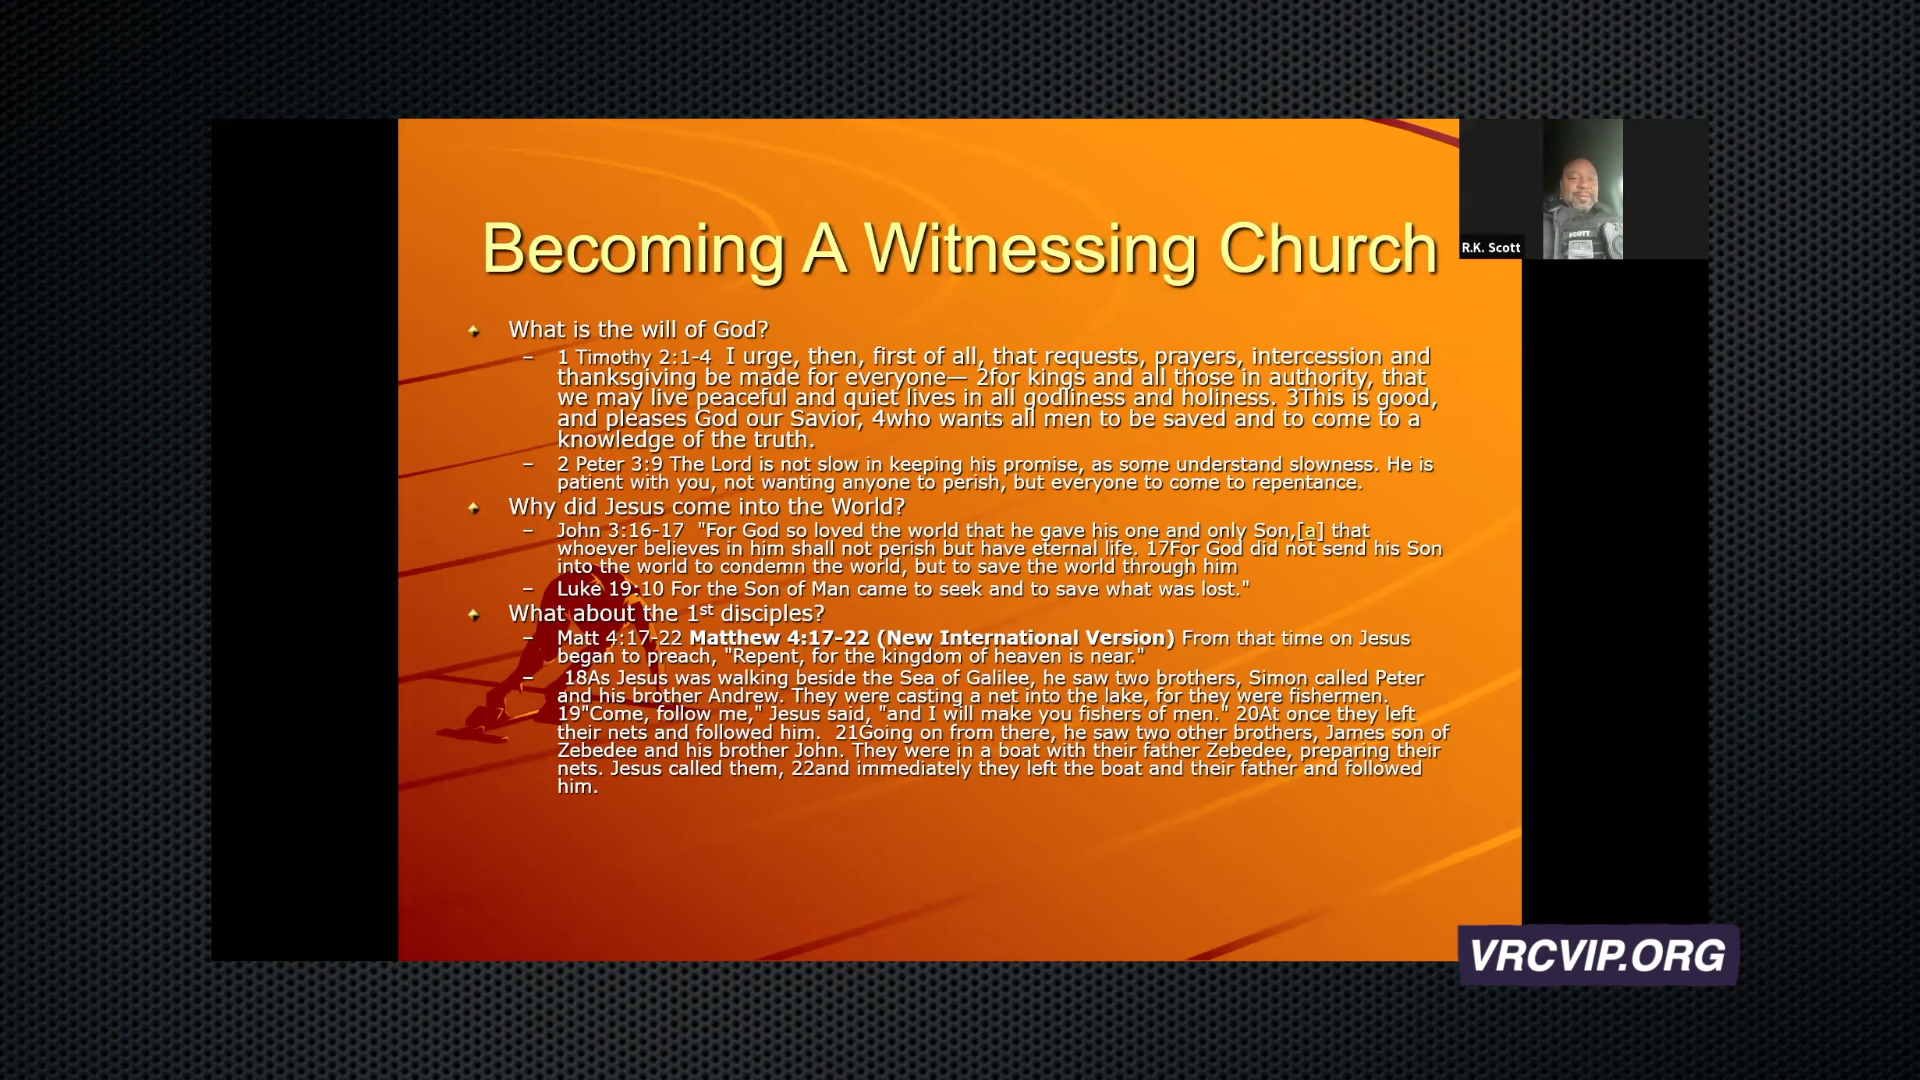 Becoming A Witnessing Church
R.K. Scott
SCOTT
What is the will of God?
– 1 Timothy 2:1-4 I urge, then, first of all, that requests, prayers, intercession and
thanksgiving be made for everyone— 2for kings and all those in authority, that
we may live peaceful and quiet lives in all godliness and holiness. 3This is good,
and pleases God our Savior, 4who wants all men to be saved and to come to a
knowledge of the truth.
– 2 Peter 3:9 The Lord is not slow in keeping his promise, as some understand slowness. He is
patient with you, not wanting anyone to perish, but everyone to come to repentance.
Why did Jesus come into the World?
– John 3:16-17 "For God so loved the world that he gave his one and only Son,[a] that
whoever believes in him shall not perish but have eternal life. 17For God did not send his Son
into the world to condemn the world, but to save the world through him
– Luke 19:10 For the Son of Man came to seek and to save what was lost."
What about the 1st disciples?
– Matt 4:17-22 Matthew 4:17-22 (New International Version) From that time on Jesus
began to preach, "Repent, for the kingdom of heaven is near."
– 18As Jesus was walking beside the Sea of Galilee, he saw two brothers, Simon called Peter
and his brother Andrew. They were casting a net into the lake, for they were fishermen.
19"Come, follow me," Jesus said, "and I will make you fishers of men." 20At once they left
their nets and followed him. 21Going on from there, he saw two other brothers, James son of
Zebedee and his brother John. They were in a boat with their father Zebedee, preparing their
nets. Jesus called them, 22and immediately they left the boat and their father and followed
him.
VRCVIP.ORG